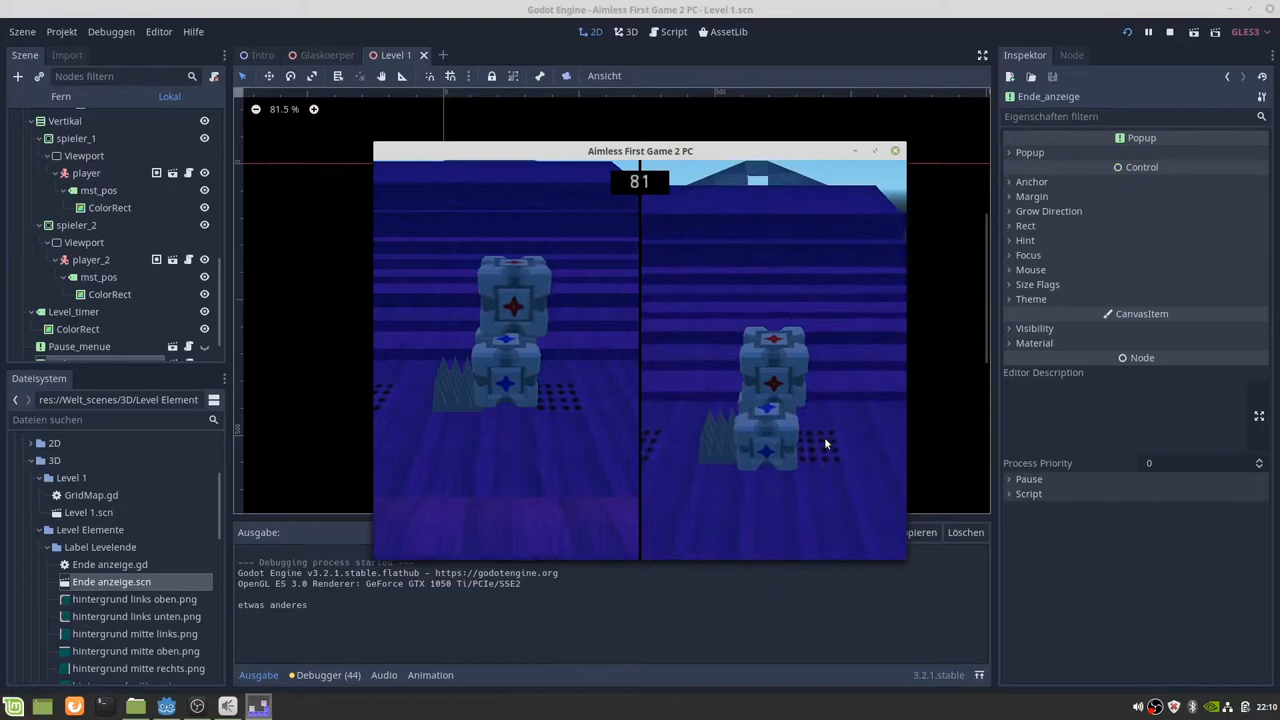 Godot Engine - Aimless First Game 2 PC - Level 1.scn
Szene Projekt Debuggen Editor Hilfe
2D 3D Script AssetLib
GLES3
Szene Import
Intro Glaskoerper Level 1
Inspektor Node
Nodes filtern
Ansicht
Fern Lokal
81.5 %
0
500
Ende_anzeige
Eigenschaften filtern
Vertikal
spieler_1
Viewport
player
mst_pos
ColorRect
spieler_2
Viewport
player_2
mst_pos
ColorRect
Level_timer
ColorRect
Pause_menue
Dateisystem
res://Welt_scenes/3D/Level Element
Dateien suchen
2D
3D
Level 1
GridMap.gd
Level 1.scn
Level Elemente
Label Levelende
Ende anzeige.gd
Ende anzeige.scn
hintergrund links oben.png
hintergrund links unten.png
hintergrund mitte links.png
hintergrund mitte oben.png
hintergrund mitte rechts.png
Aimless First Game 2 PC
81
Ausgabe:
pieren Löschen
--- Debugging process started ---
Godot Engine v3.2.1.stable.flathub - https://godotengine.org
OpenGL ES 3.0 Renderer: GeForce GTX 1050 Ti/PCIe/SSE2
etwas anderes
Ausgabe Debugger (44) Audio Animation
3.2.1.stable
Popup
Popup
Control
Anchor
Margin
Grow Direction
Rect
Hint
Focus
Mouse
Size Flags
Theme
CanvasItem
Visibility
Material
Node
Editor Description
Process Priority 0
Pause
Script
22:10